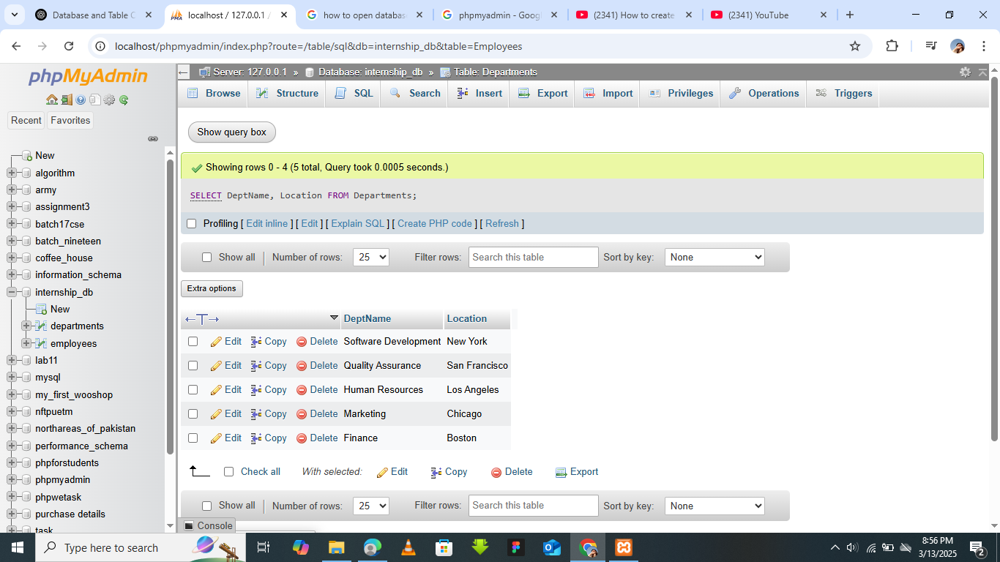 Database and Table C
localhost / 127.0.0.1 /
how to open databas
phpmyadmin - Goog
(2341) How to create
(2341) YouTube
localhost/phpmyadmin/index.php?route=/table/sql&db=internship_db&table=Employees
phpMyAdmin
Recent
Favorites
New
algorithm
army
assignment3
batch17cse
batch_nineteen
coffee_house
information_schema
internship_db
New
departments
employees
lab11
mysql
my_first_wooshop
nftpuetm
northareas_of_pakistan
performance_schema
phpforstudents
phpmyadmin
phpwetask
purchase details
task
Server: 127.0.0.1 » Database: internship_db » Table: Departments
Browse Structure SQL Search Insert Export Import Privileges Operations Triggers
Show query box
Showing rows 0 - 4 (5 total, Query took 0.0005 seconds.)
SELECT DeptName, Location FROM Departments;
Profiling [ Edit inline ] [ Edit ] [ Explain SQL ] [ Create PHP code ] [ Refresh ]
Show all Number of rows: 25 Filter rows: Search this table Sort by key: None
Extra options
DeptName Location
Edit Copy Delete Software Development New York
Edit Copy Delete Quality Assurance San Francisco
Edit Copy Delete Human Resources Los Angeles
Edit Copy Delete Marketing Chicago
Edit Copy Delete Finance Boston
Check all With selected: Edit Copy Delete Export
Show all Number of rows: 25 Filter rows: Search this table Sort by key: None
Console
Type here to search
8:56 PM
3/13/2025
2